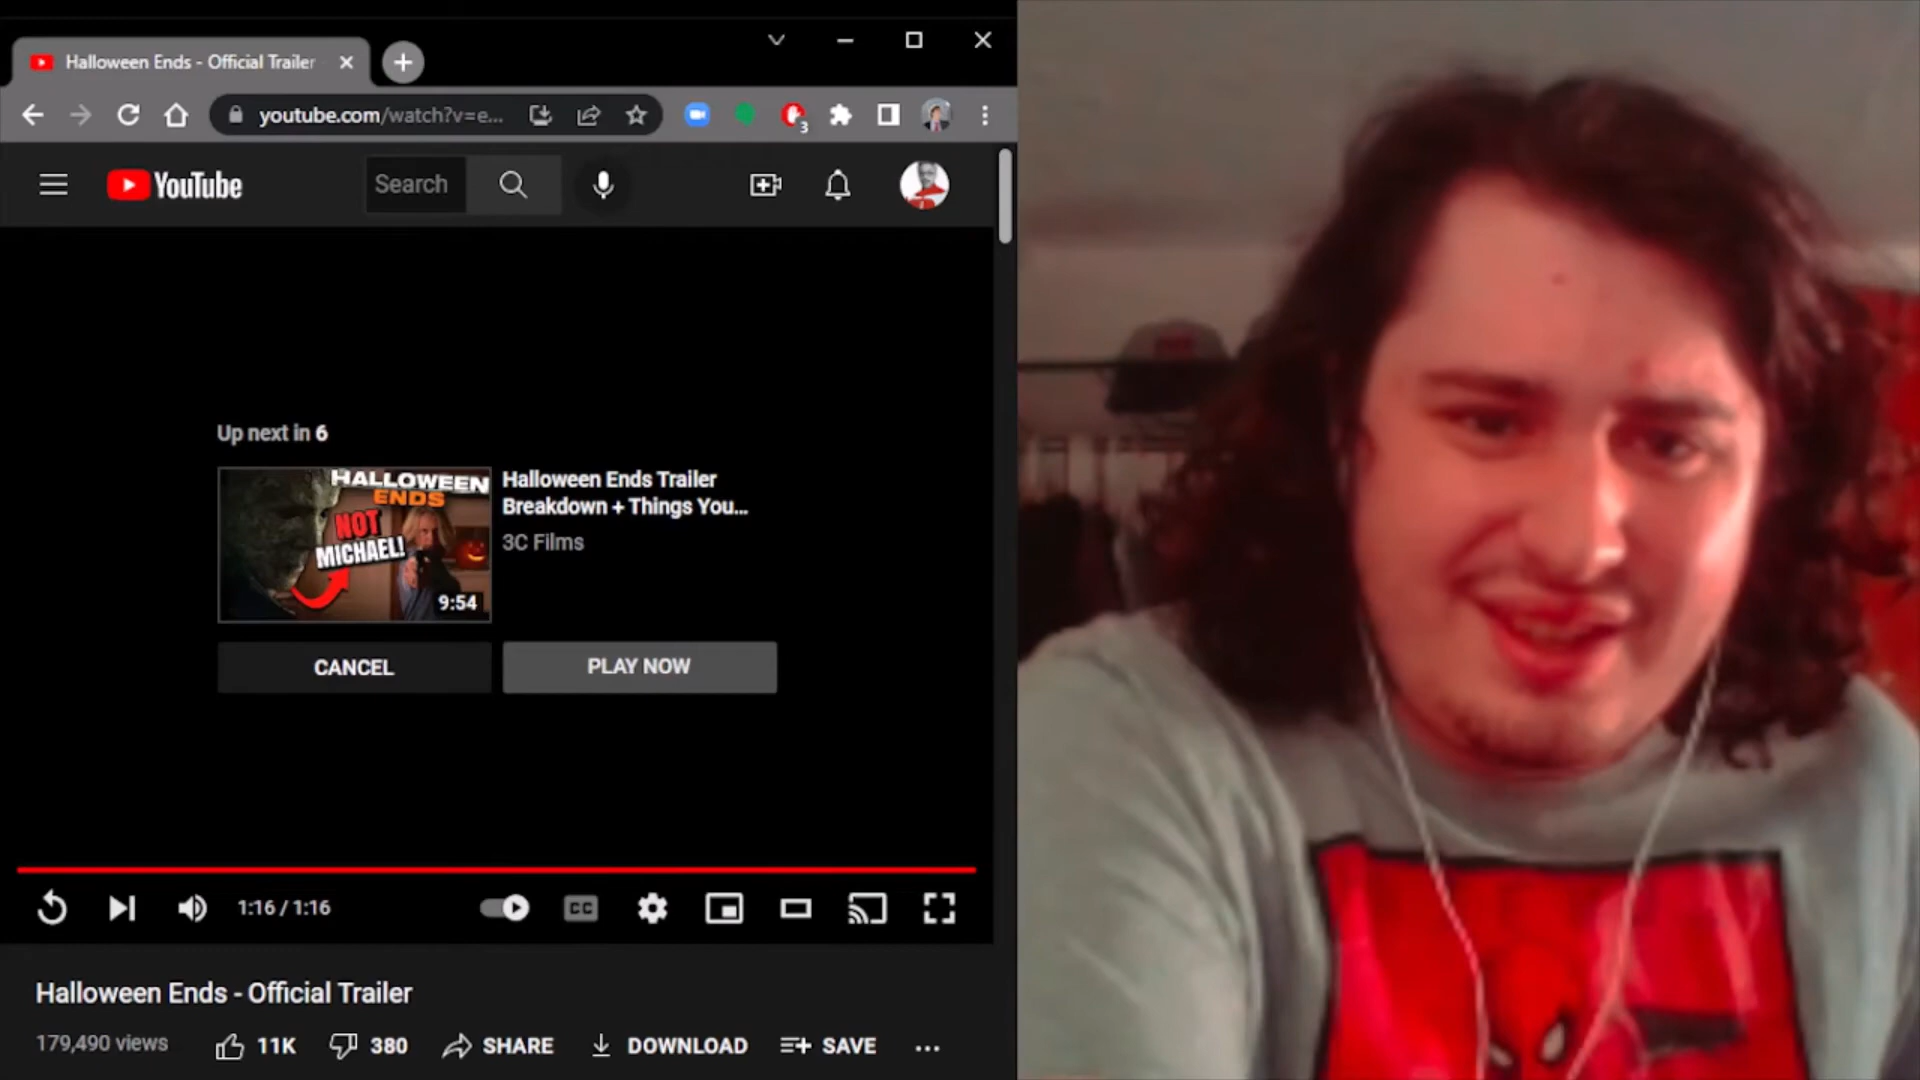 Halloween Ends - Official Trailer
youtube.com/watch?v=e...
3
YouTube
Search
Up next in 6
HALLOWEEN
ENDS
NOT
MICHAEL!
9:54
Halloween Ends Trailer
Breakdown + Things You...
3C Films
CANCEL
PLAY NOW
1:16 / 1:16
CC
Halloween Ends - Official Trailer
179,490 views
11K
380
SHARE
DOWNLOAD
SAVE